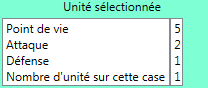 Unité sélectionnée
Point de vie 5
Attaque 2
Défense 1
Nombre d'unité sur cette case 1